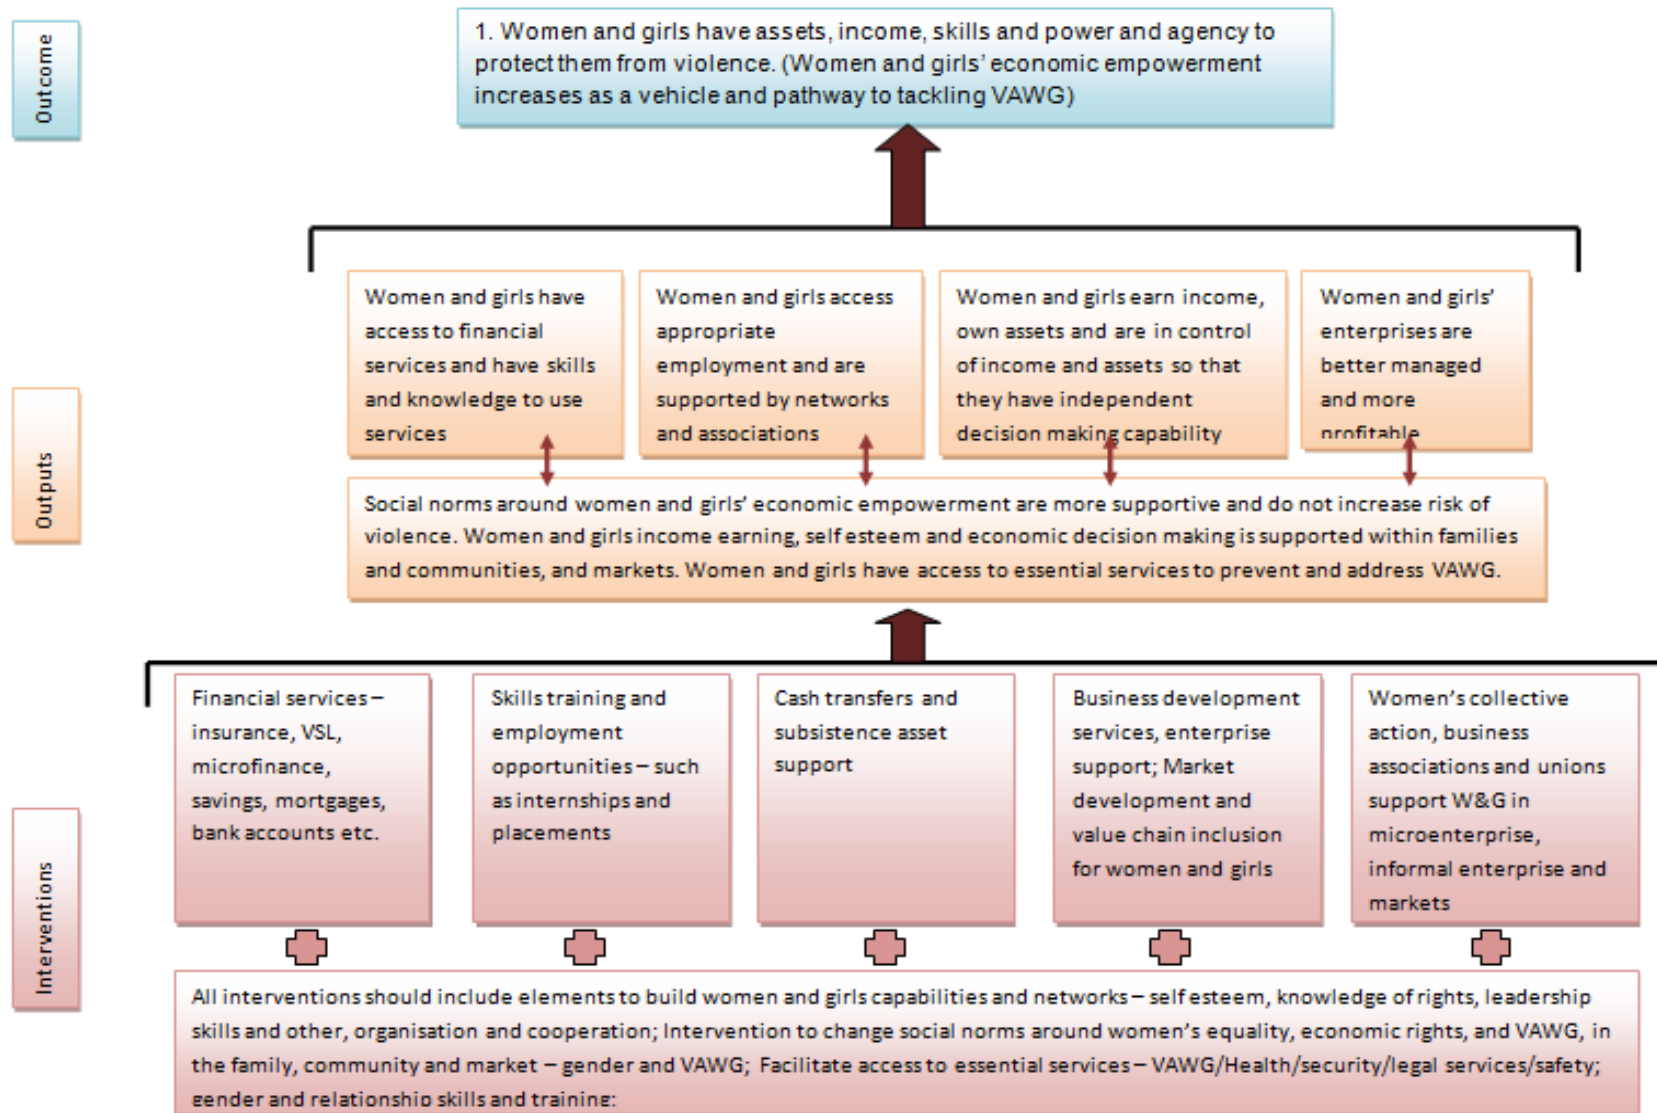 Outcome
1. Women and girls have assets, income, skills and power and agency to
protect them from violence. (Women and girls' economic empowerment
increases as a vehicle and pathway to tackling VAWG)
Outputs
Women and girls have
access to financial
services and have skills
and knowledge to use
services
Women and girls access
appropriate
employment and are
supported by networks
and associations
Women and girls earn income,
own assets and are in control
of income and assets so that
they have independent
decision making capability
Women and girls'
enterprises are
better managed
and more
profitable
Social norms around women and girls' economic empowerment are more supportive and do not increase risk of
violence. Women and girls income earning, self esteem and economic decision making is supported within families
and communities, and markets. Women and girls have access to essential services to prevent and address VAWG.
Interventions
Financial services –
insurance, VSL,
microfinance,
savings, mortgages,
bank accounts etc.
Skills training and
employment
opportunities – such
as internships and
placements
Cash transfers and
subsistence asset
support
Business development
services, enterprise
support; Market
development and
value chain inclusion
for women and girls
Women's collective
action, business
associations and unions
support W&G in
microenterprise,
informal enterprise and
markets
All interventions should include elements to build women and girls capabilities and networks – self esteem, knowledge of rights, leadership
skills and other, organisation and cooperation; Intervention to change social norms around women's equality, economic rights, and VAWG, in
the family, community and market – gender and VAWG; Facilitate access to essential services – VAWG/Health/security/legal services/safety;
gender and relationship skills and training;